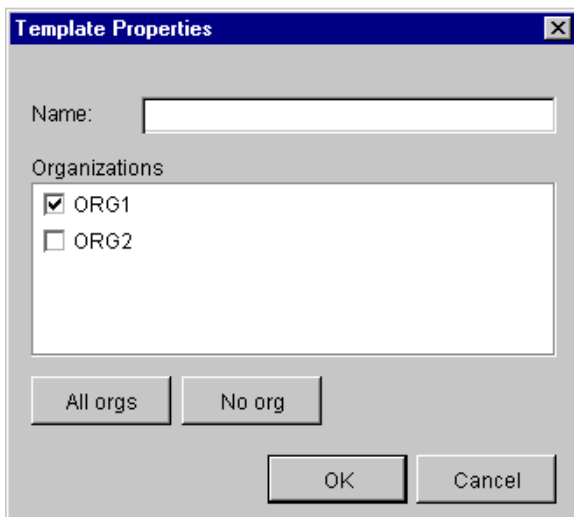 Template Properties
Name:
Organizations
ORG1
ORG2
All orgs No org
OK Cancel